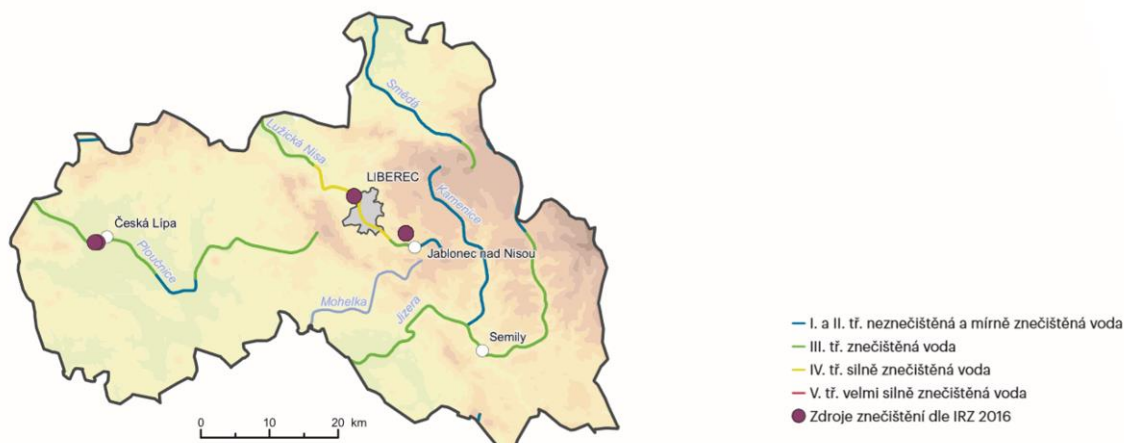 Smědá
Lužická Nisa
LIBEREC
Kamenice
Česká Lípa
Ploučnice
Jablonec nad Nisou
Mohelka
Jizera
Semily
0 10 20 km
I. a II. tř. neznečištěná a mírně znečištěná voda
III. tř. znečištěná voda
IV. tř. silně znečištěná voda
V. tř. velmi silně znečištěná voda
Zdroje znečištění dle IRZ 2016